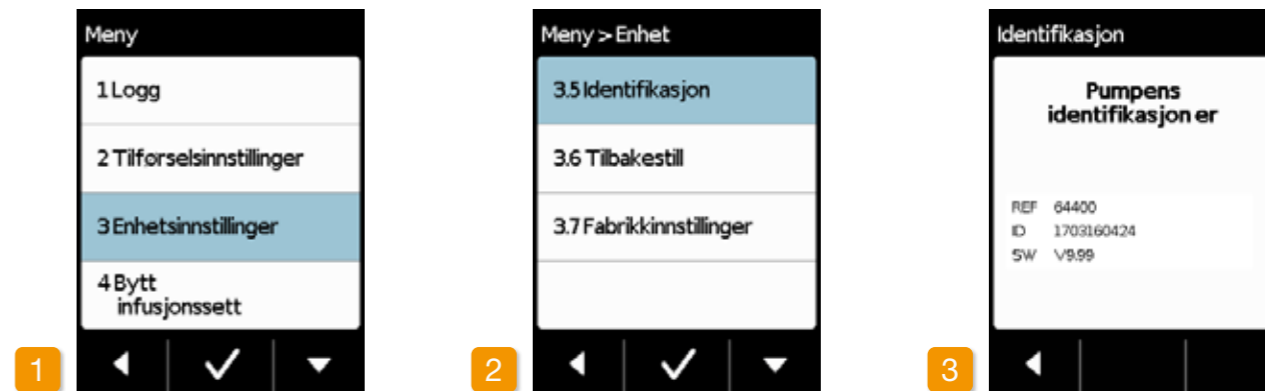 Meny
1 Logg
2 Tilførselsinnstillinger
3 Enhetsinnstillinger
4 Bytt
infusjonssett
1
Meny > Enhet
3.5 Identifikasjon
3.6 Tilbakestill
3.7 Fabrikkinnstillinger
2
Identifikasjon
Pumpens
identifikasjon er
REF 64400
ID 1703160424
SW V9.99
3